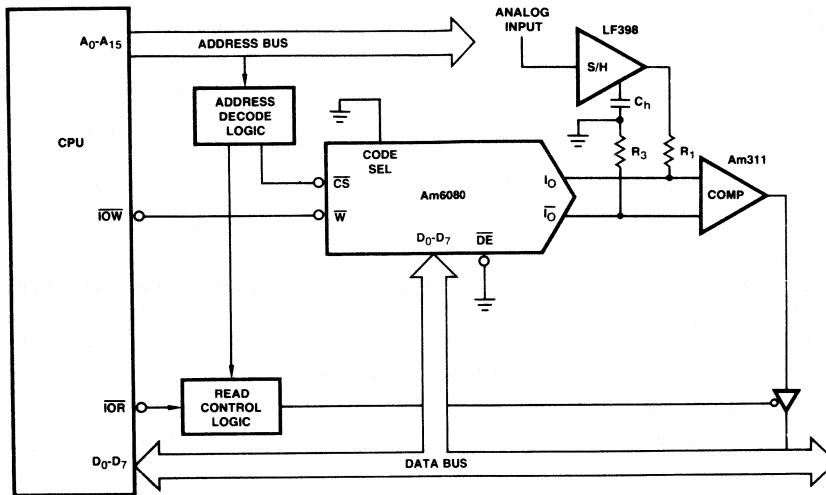 ANALOG
INPUT
LF398
A0-A15
ADDRESS BUS
S/H
ADDRESS
DECODE
LOGIC
Ch
CPU
CODE
SEL
R3
R1
Am311
CS
Am6080
IO
COMP
IOW
W
IO
D0-D7
DE
IOR
READ
CONTROL
LOGIC
D0-D7
DATA BUS